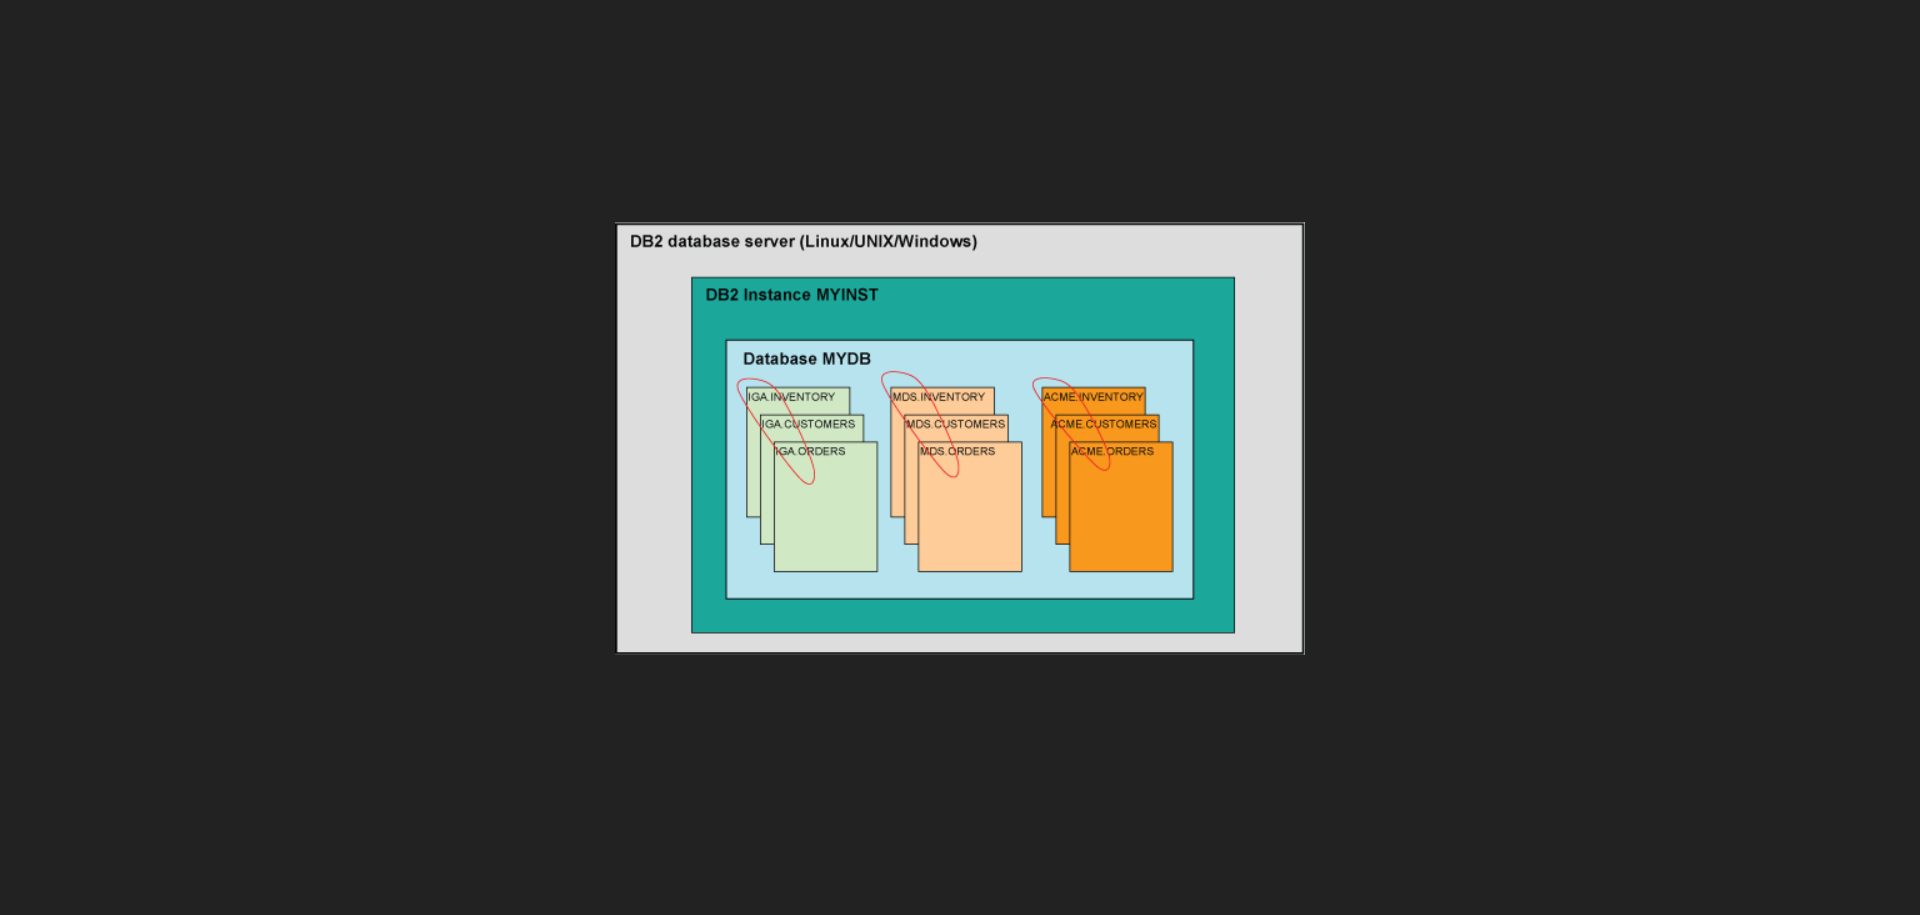 DB2 database server (Linux/UNIX/Windows)
DB2 Instance MYINST
Database MYDB
IGA.INVENTORY
IGA.CUSTOMERS
IGA.ORDERS
MDS.INVENTORY
MDS.CUSTOMERS
MDS.ORDERS
ACME.INVENTORY
ACME.CUSTOMERS
ACME.ORDERS